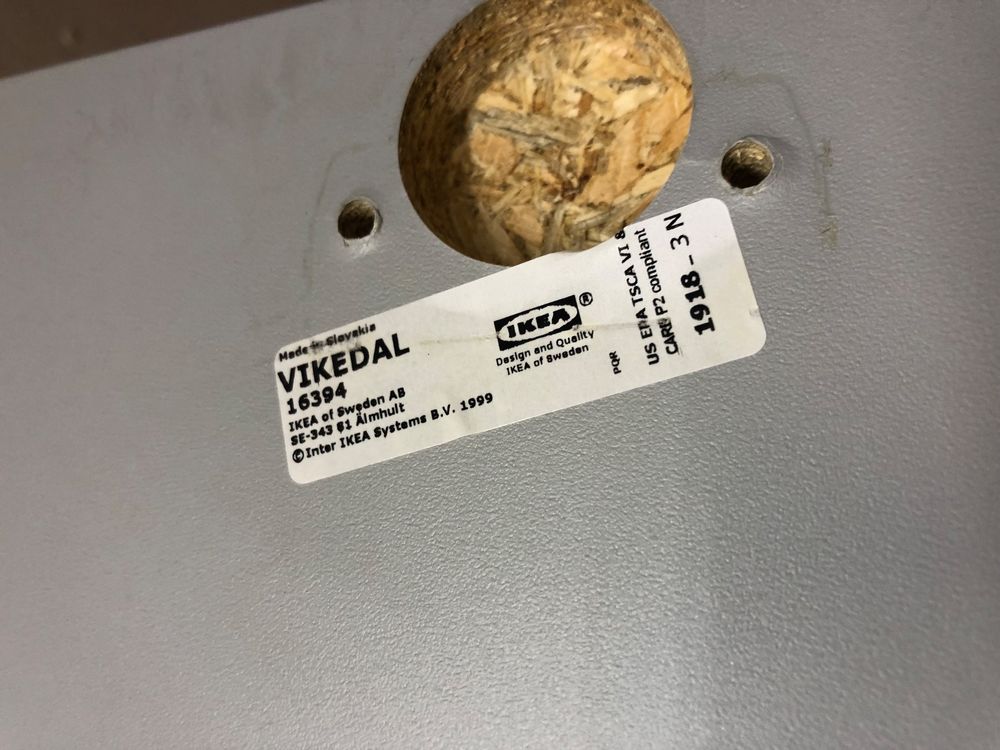 Made in Slovakia
VIKEDAL
16394
IKEA of Sweden AB
SE-343 81 Älmhult
© Inter IKEA Systems B.V. 1999
IKEA®
Design and Quality
IKEA of Sweden
PQR
US EPA TSCA VI &
CARB P2 compliant
1918 - 3 N